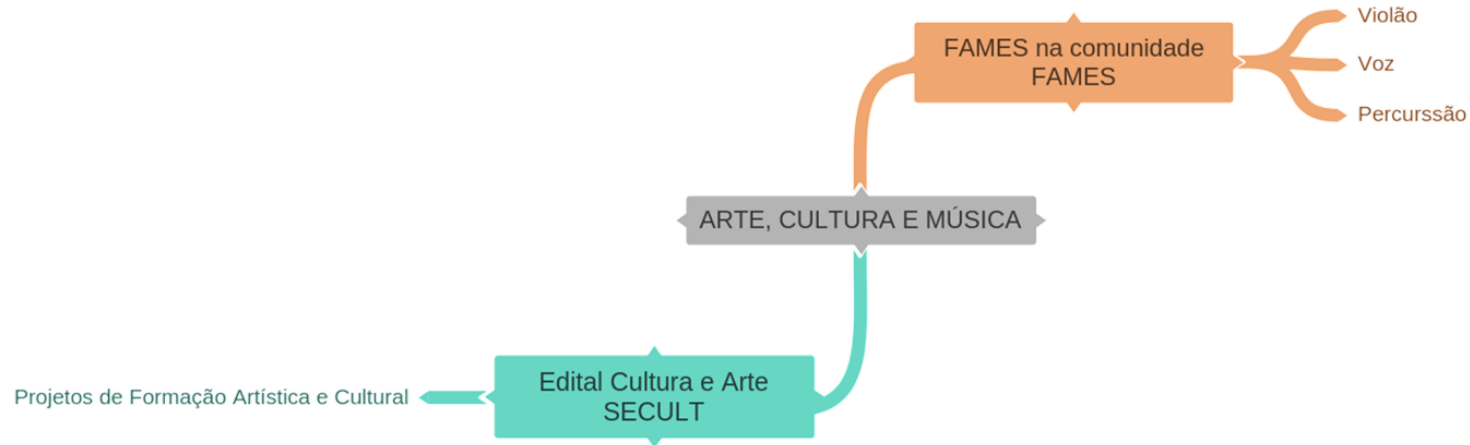 FAMES na comunidade
FAMES
Violão
Voz
Percurssão
ARTE, CULTURA E MÚSICA
Edital Cultura e Arte
SECULT
Projetos de Formação Artística e Cultural